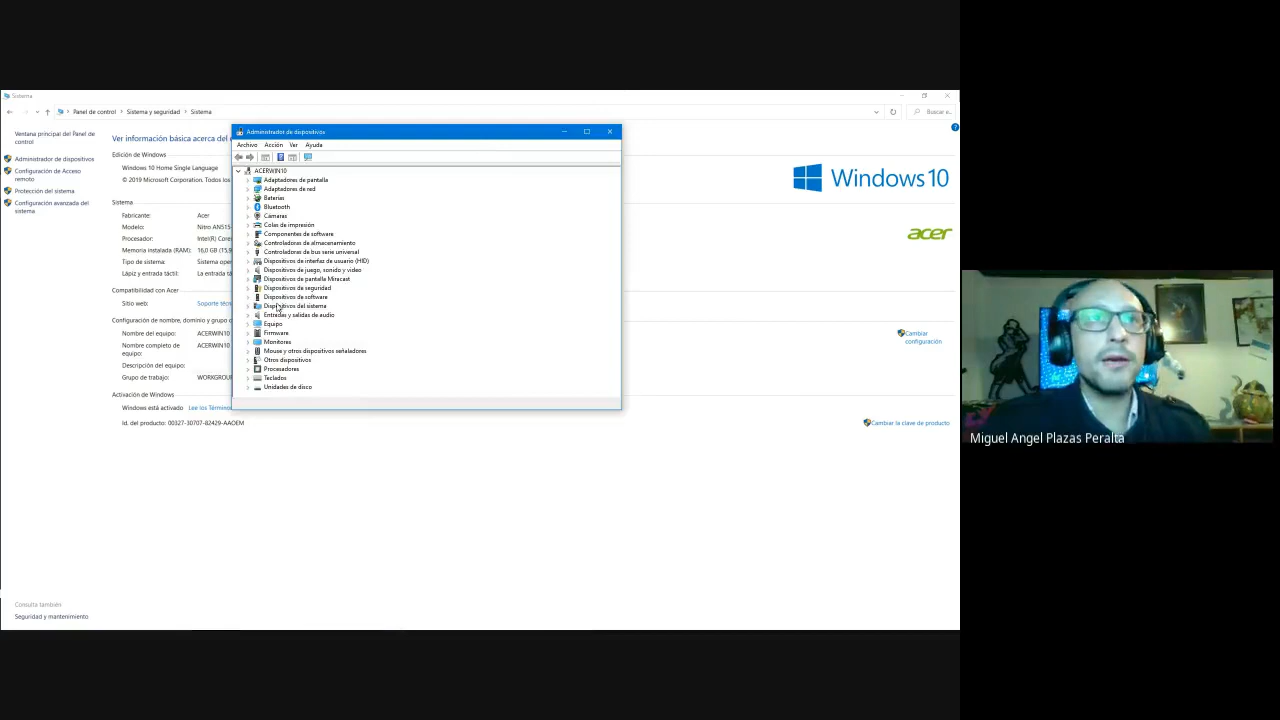 Sistema
Panel de control
Sistema y seguridad
Sistema
Buscar e...
Ventana principal del Panel de
control
Administrador de dispositivos
Configuración de Acceso
remoto
Protección del sistema
Configuración avanzada del
sistema
Consulta también
Seguridad y mantenimiento
Ver información básica acerca del
Edición de Windows
Windows 10 Home Single Language
© 2019 Microsoft Corporation. Todos los
Sistema
Fabricante: Acer
Modelo: Nitro AN515-
Procesador: Intel(R) Core
Memoria instalada (RAM): 16,0 GB (15,9
Tipo de sistema: Sistema oper
Lápiz y entrada táctil: La entrada tá
Compatibilidad con Acer
Sitio web: Soporte técn
Configuración de nombre, dominio y grupo d
Nombre del equipo: ACERWIN10
Nombre completo de
equipo: ACERWIN10
Descripción del equipo:
Grupo de trabajo: WORKGROU
Activación de Windows
Windows está activado Lee los Término
Id. del producto: 00327-30707-82429-AAOEM
Administrador de dispositivos
Archivo Acción Ver Ayuda
ACERWIN10
Adaptadores de pantalla
Adaptadores de red
Baterías
Bluetooth
Cámaras
Colas de impresión
Componentes de software
Controladoras de almacenamiento
Controladoras de bus serie universal
Dispositivos de interfaz de usuario (HID)
Dispositivos de juego, sonido y video
Dispositivos de pantalla Miracast
Dispositivos de seguridad
Dispositivos de software
Dispositivos del sistema
Entradas y salidas de audio
Equipo
Firmware
Monitores
Mouse y otros dispositivos señaladores
Otros dispositivos
Procesadores
Teclados
Unidades de disco
Windows 10
acer
Cambiar
configuración
Cambiar la clave de producto
Miguel Angel Plazas Peralta